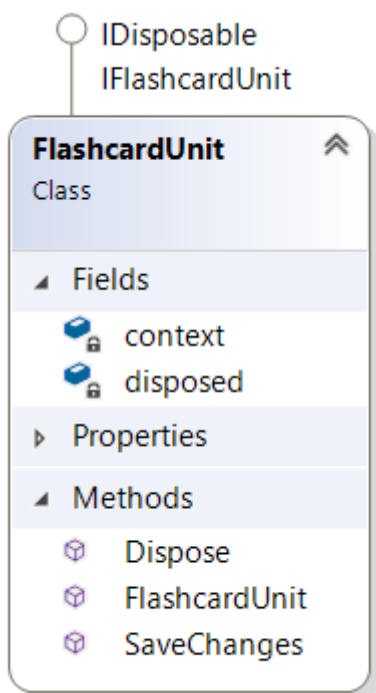 IDisposable
IFlashcardUnit
FlashcardUnit
Class
Fields
context
disposed
Properties
Methods
Dispose
FlashcardUnit
SaveChanges